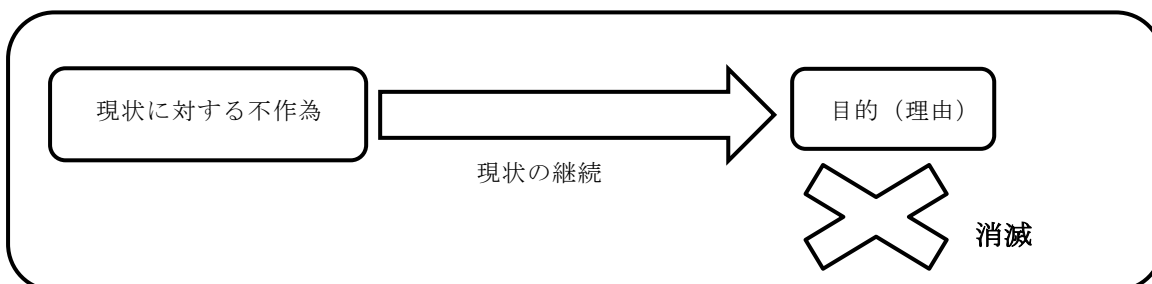 現状に対する不作為
目的（理由）
現状の継続
消滅